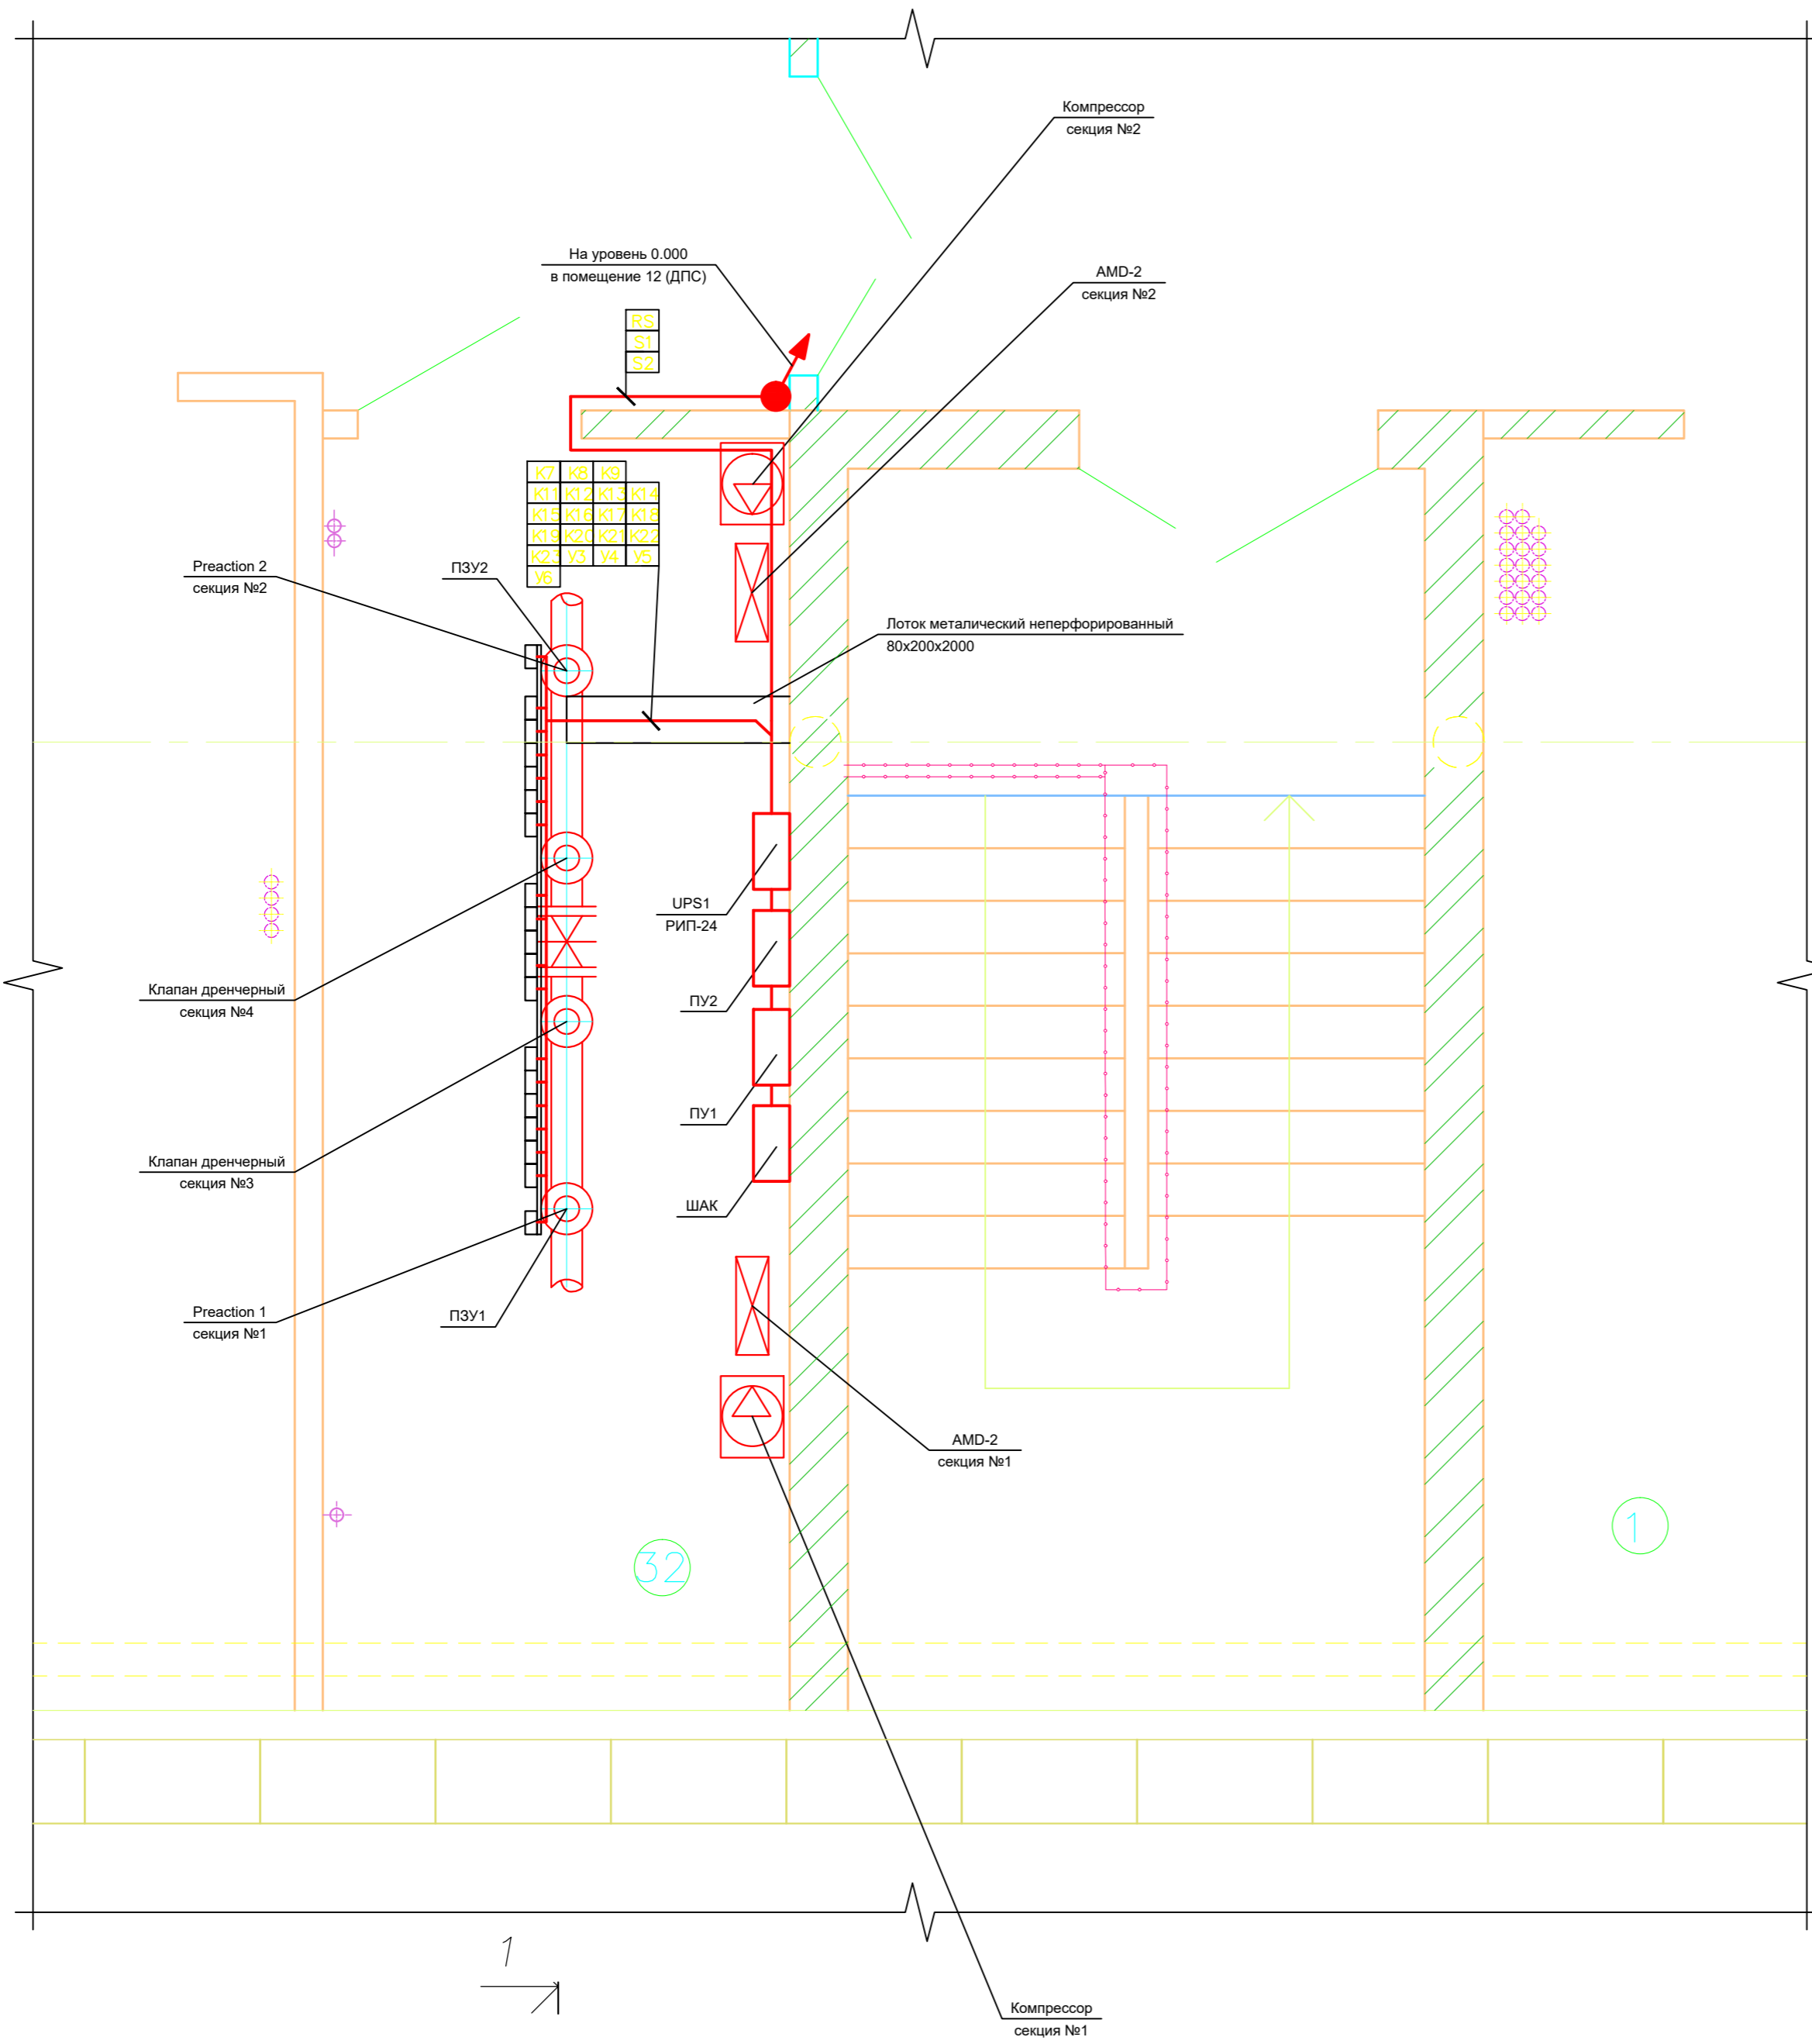 Компрессор
секция №2
На уровень 0.000
в помещение 12 (ДПС)
AMD-2
секция №2
RS
S1
S2
K7 K8 K9
K11 K12 K13 K14
K15 K16 K17 K18
K19 K20 K21 K22
K23 У3 У4 У5
У6
Preaction 2
секция №2
ПЗУ2
Лоток металический неперфорированный
80x200x2000
UPS1
РИП-24
Клапан дренчерный
секция №4
ПУ2
ПУ1
Клапан дренчерный
секция №3
ШАК
Preaction 1
секция №1
ПЗУ1
AMD-2
секция №1
32
1
1
Компрессор
секция №1